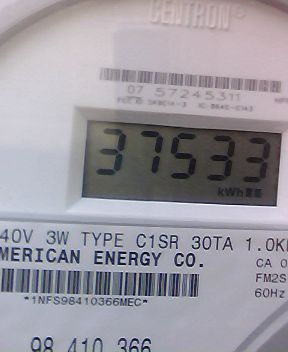 CENTRON®
07 57245311
37533
kWh
40V 3W TYPE C1SR 30TA 1.0K
MERICAN ENERGY CO.
CA 0
FM2S
*1NFS98410366MEC*
60Hz
98 410 366